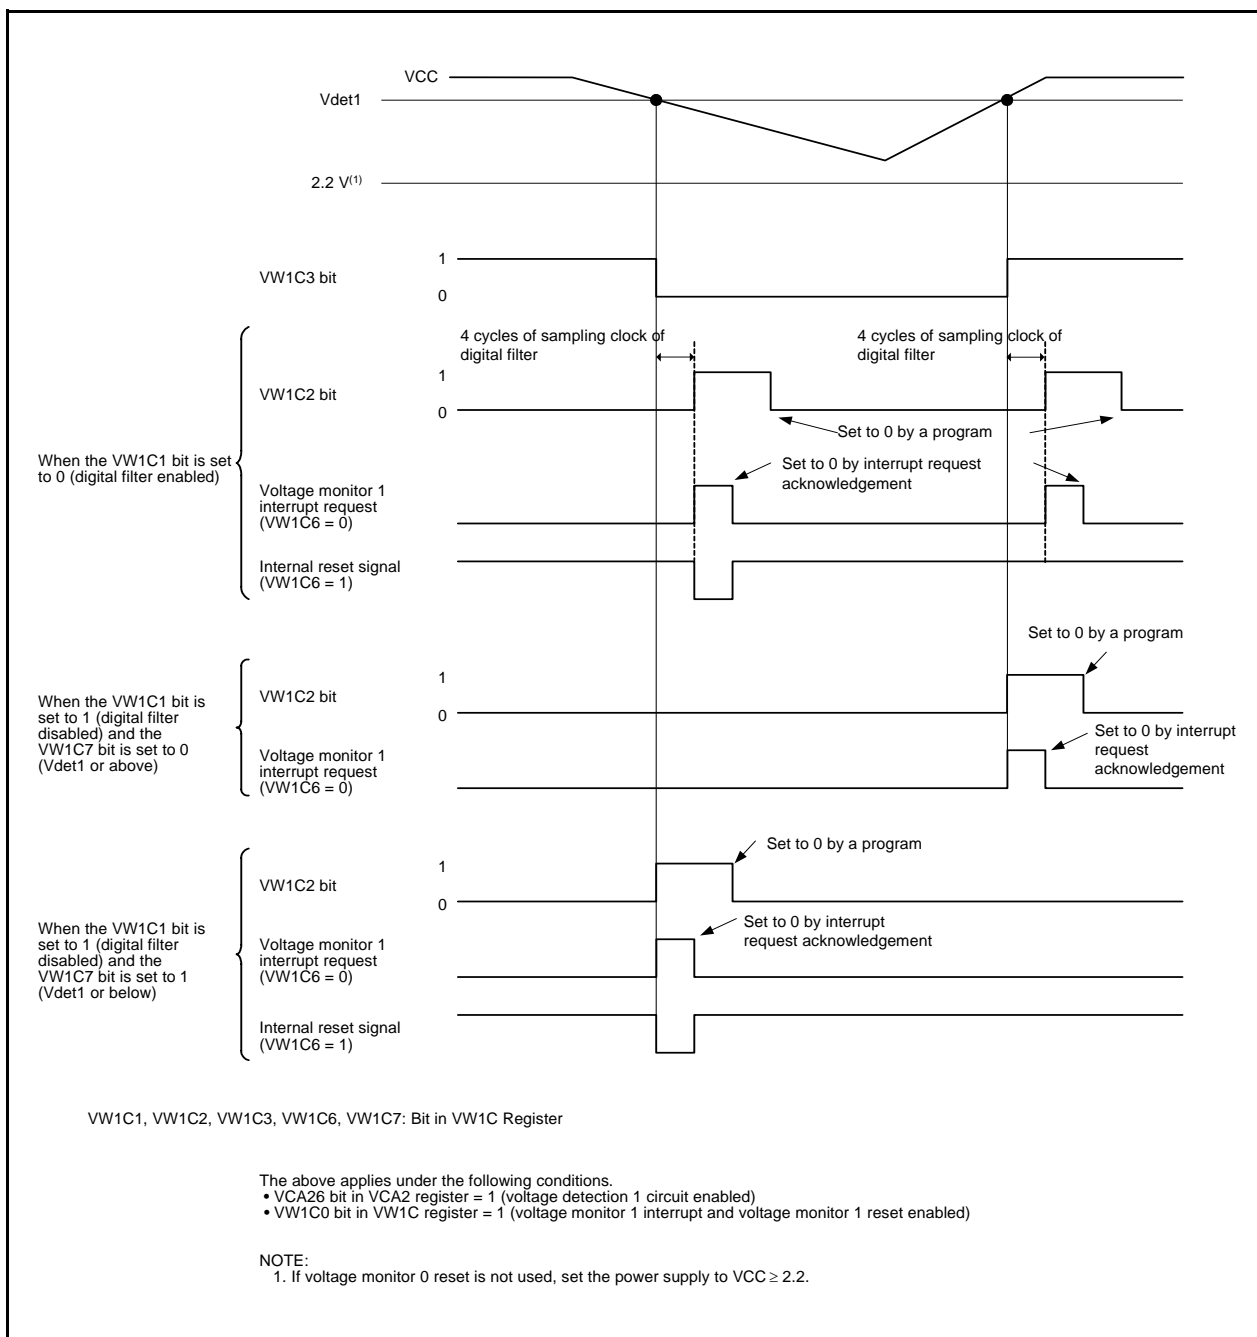 VCC
Vdet1
2.2 V(1)
VW1C3 bit
1
0
4 cycles of sampling clock of
digital filter
4 cycles of sampling clock of
digital filter
VW1C2 bit
1
0
Set to 0 by a program
When the VW1C1 bit is set
to 0 (digital filter enabled)
Set to 0 by interrupt request
acknowledgement
Voltage monitor 1
interrupt request
(VW1C6 = 0)
Internal reset signal
(VW1C6 = 1)
Set to 0 by a program
VW1C2 bit
1
0
When the VW1C1 bit is
set to 1 (digital filter
disabled) and the
VW1C7 bit is set to 0
(Vdet1 or above)
Voltage monitor 1
interrupt request
(VW1C6 = 0)
Set to 0 by interrupt
request
acknowledgement
Set to 0 by a program
VW1C2 bit
1
0
When the VW1C1 bit is
set to 1 (digital filter
disabled) and the
VW1C7 bit is set to 1
(Vdet1 or below)
Set to 0 by interrupt
request acknowledgement
Voltage monitor 1
interrupt request
(VW1C6 = 0)
Internal reset signal
(VW1C6 = 1)
VW1C1, VW1C2, VW1C3, VW1C6, VW1C7: Bit in VW1C Register
The above applies under the following conditions.
• VCA26 bit in VCA2 register = 1 (voltage detection 1 circuit enabled)
• VW1C0 bit in VW1C register = 1 (voltage monitor 1 interrupt and voltage monitor 1 reset enabled)
NOTE:
1. If voltage monitor 0 reset is not used, set the power supply to VCC ≥ 2.2.